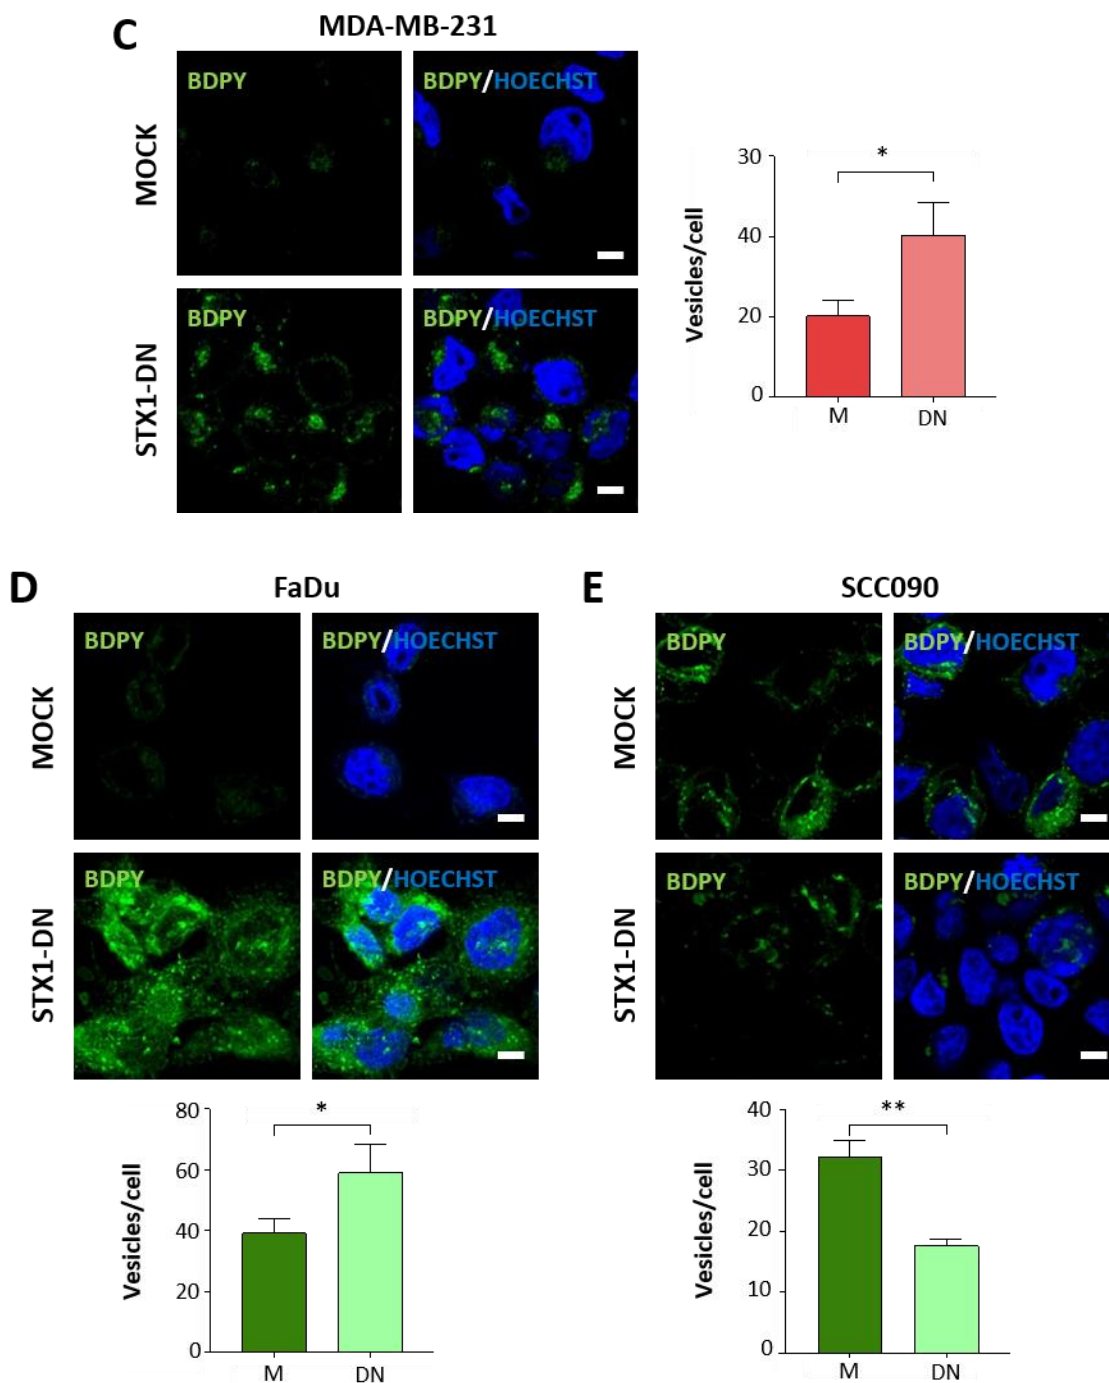 C
MDA-MB-231
MOCK
BDPY
BDPY/HOECHST
STX1-DN
BDPY
BDPY/HOECHST
Vesicles/cell
30
40
20
0
*
M
DN
D
FaDu
MOCK
BDPY
BDPY/HOECHST
STX1-DN
BDPY
BDPY/HOECHST
Vesicles/cell
80
60
40
20
0
*
M
DN
E
SCC090
MOCK
BDPY
BDPY/HOECHST
STX1-DN
BDPY
BDPY/HOECHST
Vesicles/cell
40
30
20
10
0
**
M
DN